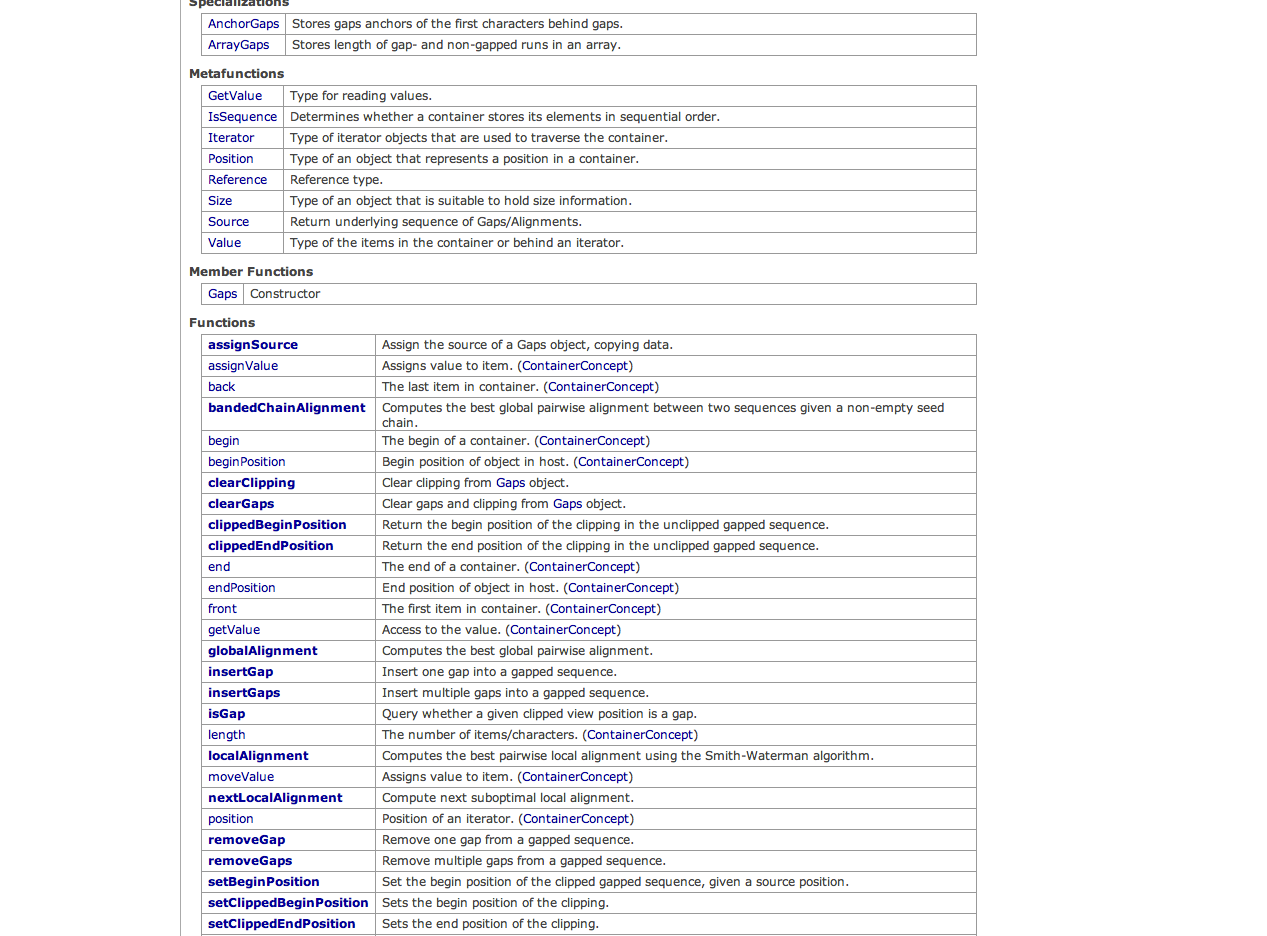 Specializations
AnchorGaps Stores gaps anchors of the first characters behind gaps.
ArrayGaps Stores length of gap- and non-gapped runs in an array.
Metafunctions
GetValue Type for reading values.
IsSequence Determines whether a container stores its elements in sequential order.
Iterator Type of iterator objects that are used to traverse the container.
Position Type of an object that represents a position in a container.
Reference Reference type.
Size Type of an object that is suitable to hold size information.
Source Return underlying sequence of Gaps/Alignments.
Value Type of the items in the container or behind an iterator.
Member Functions
Gaps Constructor
Functions
assignSource Assign the source of a Gaps object, copying data.
assignValue Assigns value to item. (ContainerConcept)
back The last item in container. (ContainerConcept)
bandedChainAlignment Computes the best global pairwise alignment between two sequences given a non-empty seed
chain.
begin The begin of a container. (ContainerConcept)
beginPosition Begin position of object in host. (ContainerConcept)
clearClipping Clear clipping from Gaps object.
clearGaps Clear gaps and clipping from Gaps object.
clippedBeginPosition Return the begin position of the clipping in the unclipped gapped sequence.
clippedEndPosition Return the end position of the clipping in the unclipped gapped sequence.
end The end of a container. (ContainerConcept)
endPosition End position of object in host. (ContainerConcept)
front The first item in container. (ContainerConcept)
getValue Access to the value. (ContainerConcept)
globalAlignment Computes the best global pairwise alignment.
insertGap Insert one gap into a gapped sequence.
insertGaps Insert multiple gaps into a gapped sequence.
isGap Query whether a given clipped view position is a gap.
length The number of items/characters. (ContainerConcept)
localAlignment Computes the best pairwise local alignment using the Smith-Waterman algorithm.
moveValue Assigns value to item. (ContainerConcept)
nextLocalAlignment Compute next suboptimal local alignment.
position Position of an iterator. (ContainerConcept)
removeGap Remove one gap from a gapped sequence.
removeGaps Remove multiple gaps from a gapped sequence.
setBeginPosition Set the begin position of the clipped gapped sequence, given a source position.
setClippedBeginPosition Sets the begin position of the clipping.
setClippedEndPosition Sets the end position of the clipping.